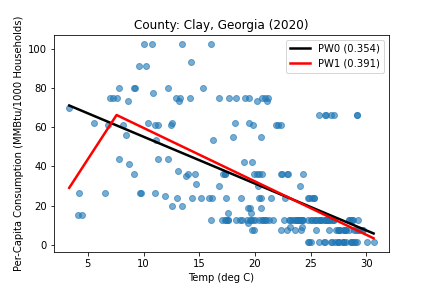 County: Clay, Georgia (2020)
Per-Capita Consumption (MMBtu/1000 Households)
100
80
60
40
20
0
PW0 (0.354)
PW1 (0.391)
5 10 15 20 25 30
Temp (deg C)